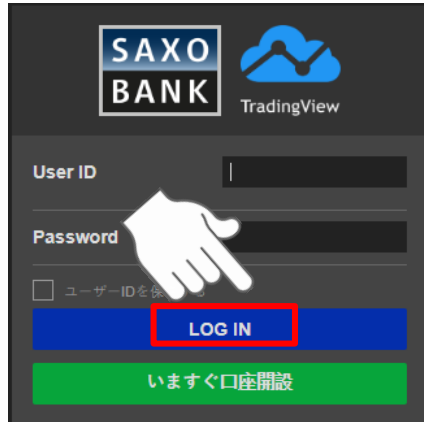 SAXO
BANK
TradingView
User ID
Password
ユーザーIDを保
LOG IN
いますぐ口座開設